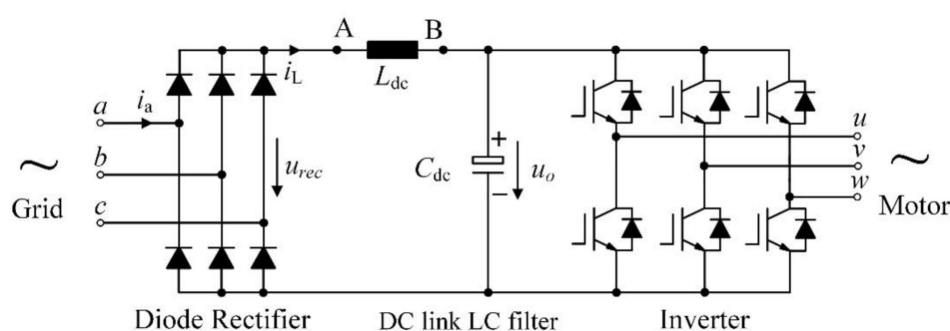 A
B
i_L
L_dc
a
i_a
b
c
~
Grid
u_rec
C_dc
+
−
u_o
u
v
w
~
Motor
Diode Rectifier
DC link LC filter
Inverter